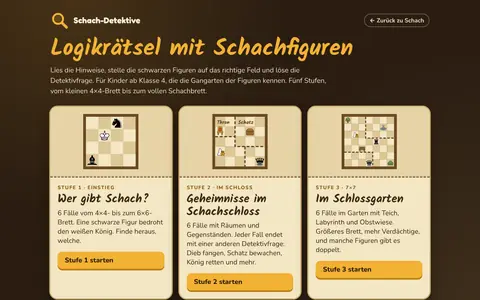 Schach-Detektive
← Zurück zu Schach
Logikrätsel mit Schachfiguren
Lies die Hinweise, stelle die schwarzen Figuren auf das richtige Feld und löse die
Detektivfrage. Für Kinder ab Klasse 4, die die Gangarten der Figuren kennen. Fünf Stufen,
vom kleinen 4×4-Brett bis zum vollen Schachbrett.
STUFE 1 · EINSTIEG
Wer gibt Schach?
6 Fälle vom 4×4- bis zum 6×6-
Brett. Eine schwarze Figur bedroht
den weißen König. Finde heraus,
welche.
Stufe 1 starten
Thron Schatz
STUFE 2 · IM SCHLOSS
Geheimnisse im
Schachschloss
6 Fälle mit Räumen und
Gegenständen. Jeder Fall endet
mit einer anderen Detektivfrage:
Dieb fangen, Schatz bewachen,
König retten und mehr.
Stufe 2 starten
STUFE 3 · 7×7
Im Schlossgarten
6 Fälle im Garten mit Teich,
Labyrinth und Obstwiese.
Größeres Brett, mehr Verdächtige,
und manche Figuren gibt es
doppelt.
Stufe 3 starten